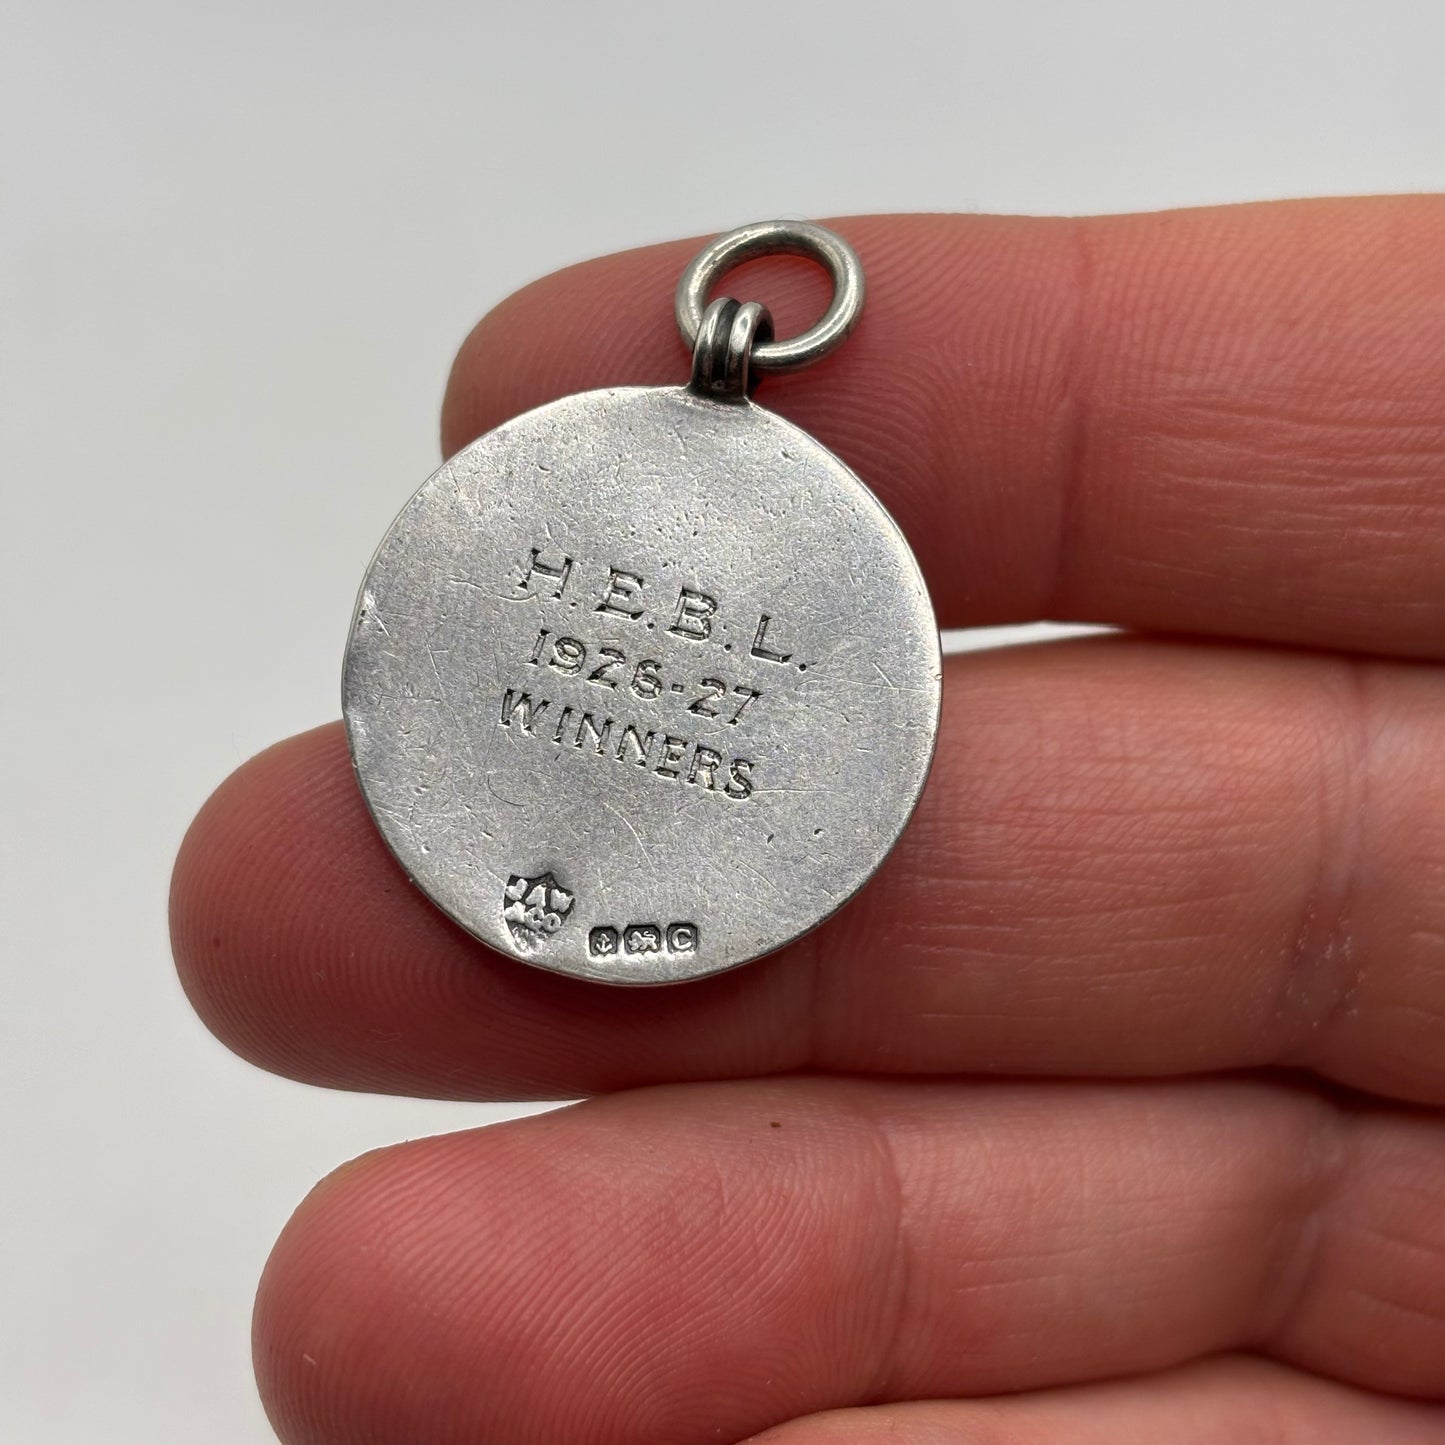 H.E.B.L.
1926-27
WINNERS
C